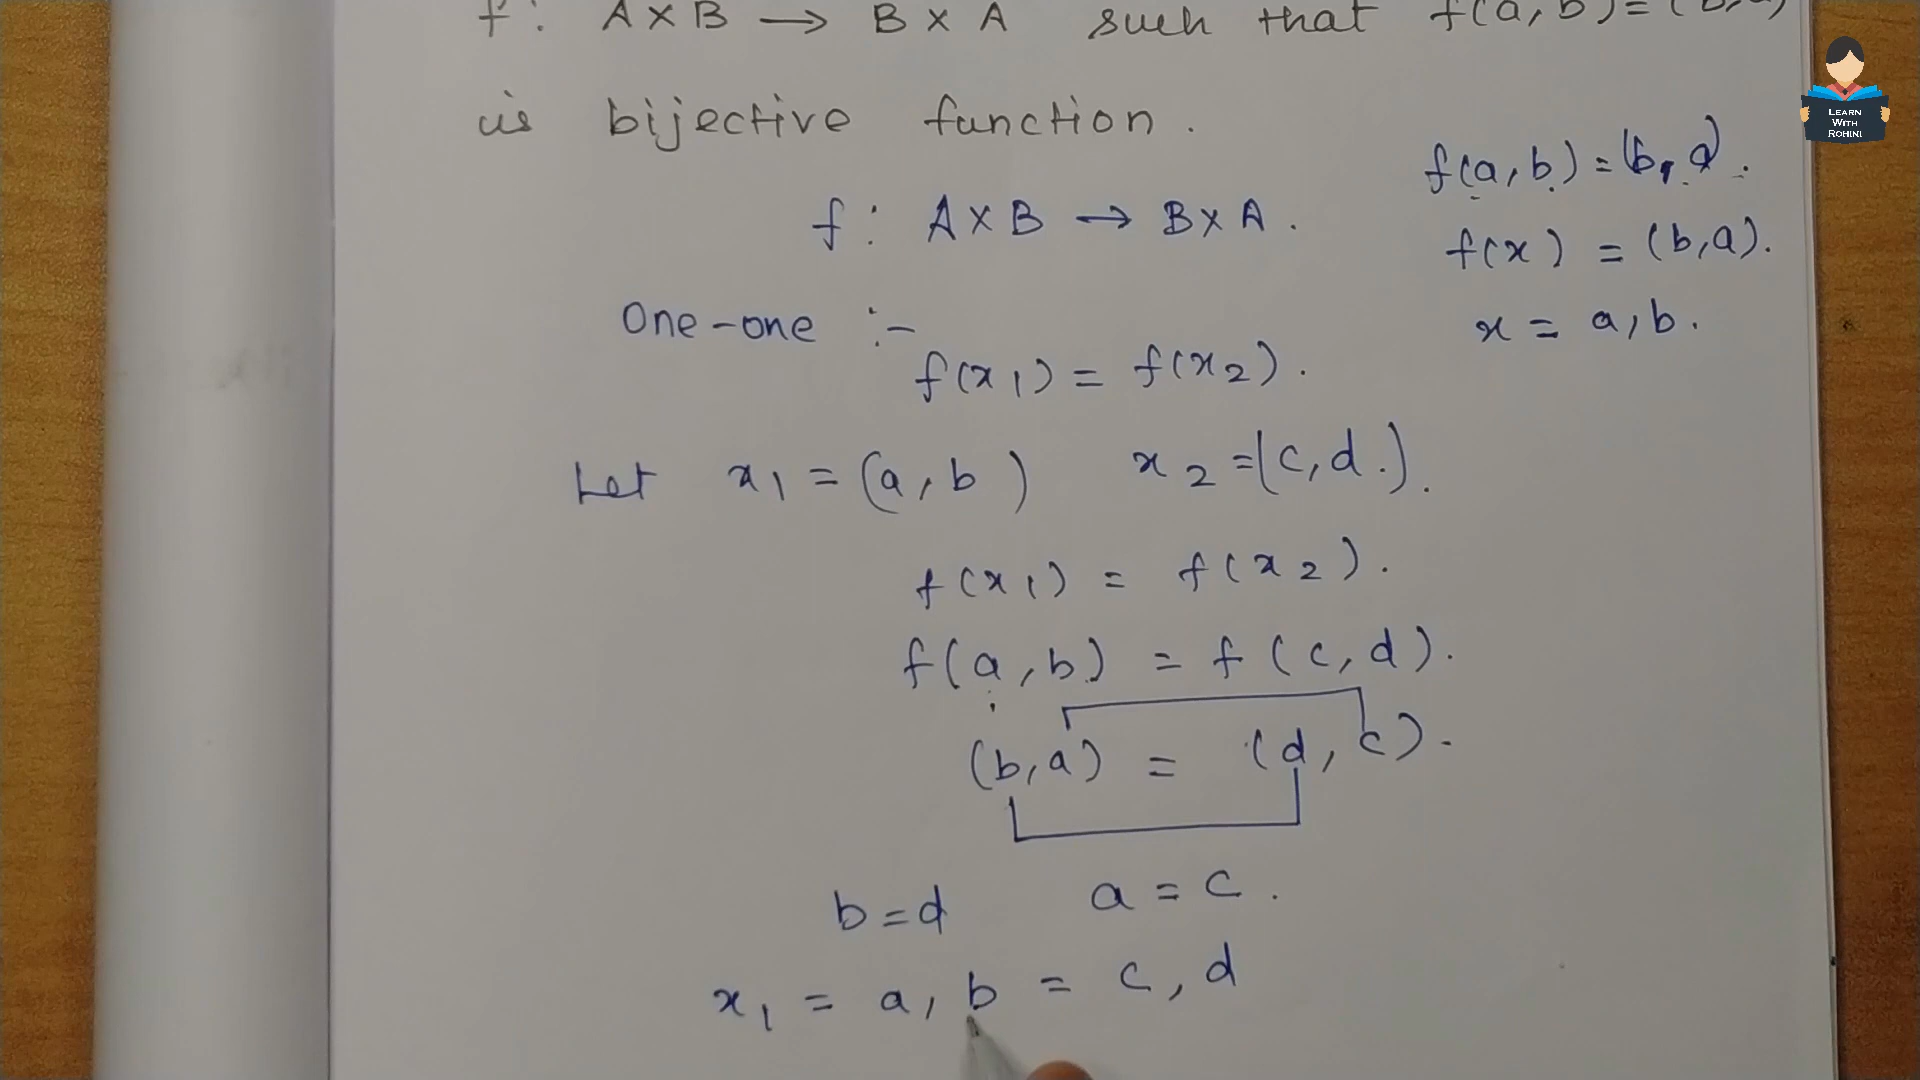 f: A×B → B×A such that f(a,b)=(b,a)
is bijective function.
f: A×B → B×A.
One-one :-
f(x₁) = f(x₂).
Let x₁ = (a, b) x₂ = (c, d.).
f(x₁) = f(x₂).
f(a,b) = f(c,d).
(b,a) = (d, c).
b=d a = c.
x₁ = a, b = c, d
f(a,b)=(b,a).
f(x) = (b,a).
x = a, b.
LEARN
WITH
ROHINI